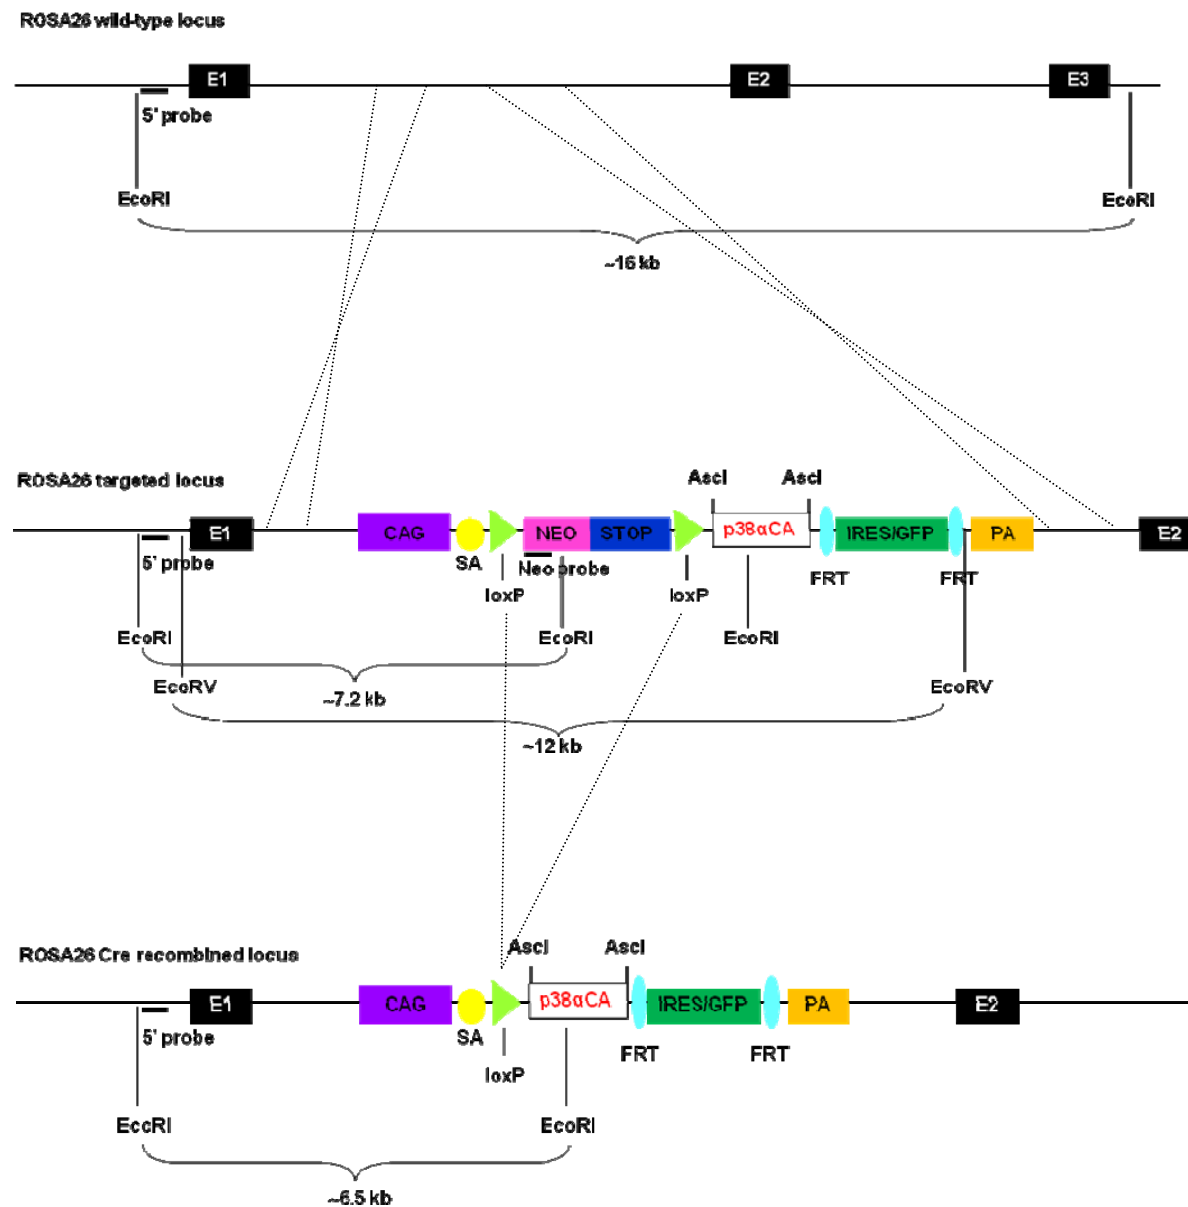 ROSA26 wild-type locus
E1 E2 E3
5' probe
EcoRI EcoRI
~16 kb
ROSA26 targeted locus
AscI AscI
E1 CAG NEO STOP p38αCA IRES/GFP PA E2
5' probe SA Neo probe FRT FRT
loxP loxP
EcoRI EcoRI EcoRI
EcoRV EcoRV
~7.2 kb
~12 kb
ROSA26 Cre recombined locus
AscI AscI
E1 CAG p38αCA IRES/GFP PA E2
5' probe SA FRT FRT
loxP
EcoRI EcoRI
~6.5 kb